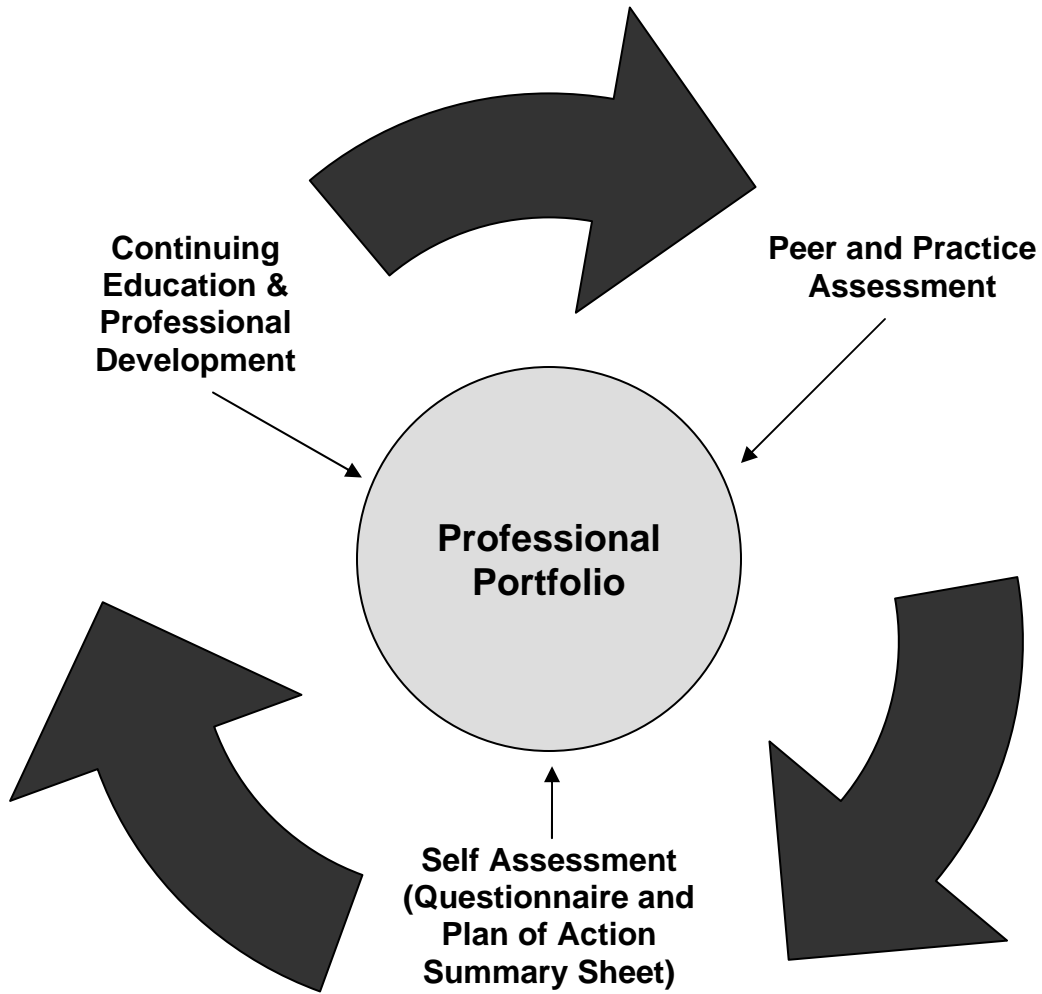 Continuing
Education &
Professional
Development
Peer and Practice
Assessment
Professional
Portfolio
Self Assessment
(Questionnaire and
Plan of Action
Summary Sheet)